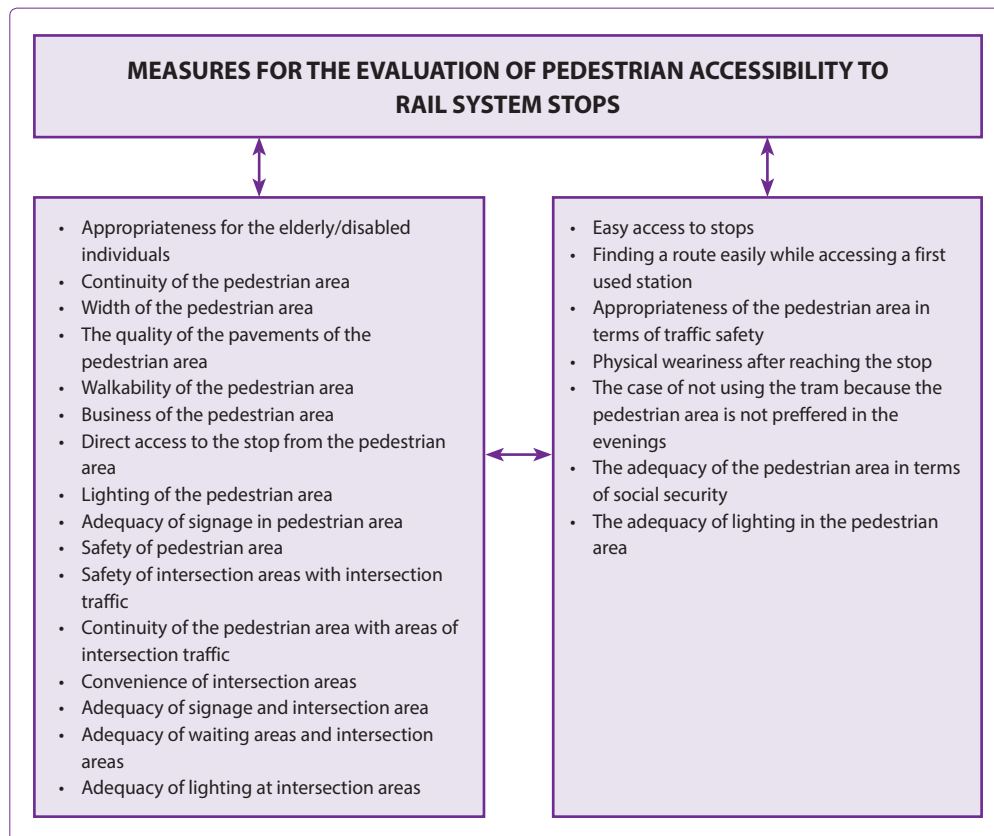 MEASURES FOR THE EVALUATION OF PEDESTRIAN ACCESSIBILITY TO
RAIL SYSTEM STOPS
• Appropriateness for the elderly/disabled
individuals
• Continuity of the pedestrian area
• Width of the pedestrian area
• The quality of the pavements of the
pedestrian area
• Walkability of the pedestrian area
• Business of the pedestrian area
• Direct access to the stop from the pedestrian
area
• Lighting of the pedestrian area
• Adequacy of signage in pedestrian area
• Safety of pedestrian area
• Safety of intersection areas with intersection
traffic
• Continuity of the pedestrian area with areas of
intersection traffic
• Convenience of intersection areas
• Adequacy of signage and intersection area
• Adequacy of waiting areas and intersection
areas
• Adequacy of lighting at intersection areas
• Easy access to stops
• Finding a route easily while accessing a first
used station
• Appropriateness of the pedestrian area in
terms of traffic safety
• Physical weariness after reaching the stop
• The case of not using the tram because the
pedestrian area is not preffered in the
evenings
• The adequacy of the pedestrian area in terms
of social security
• The adequacy of lighting in the pedestrian
area